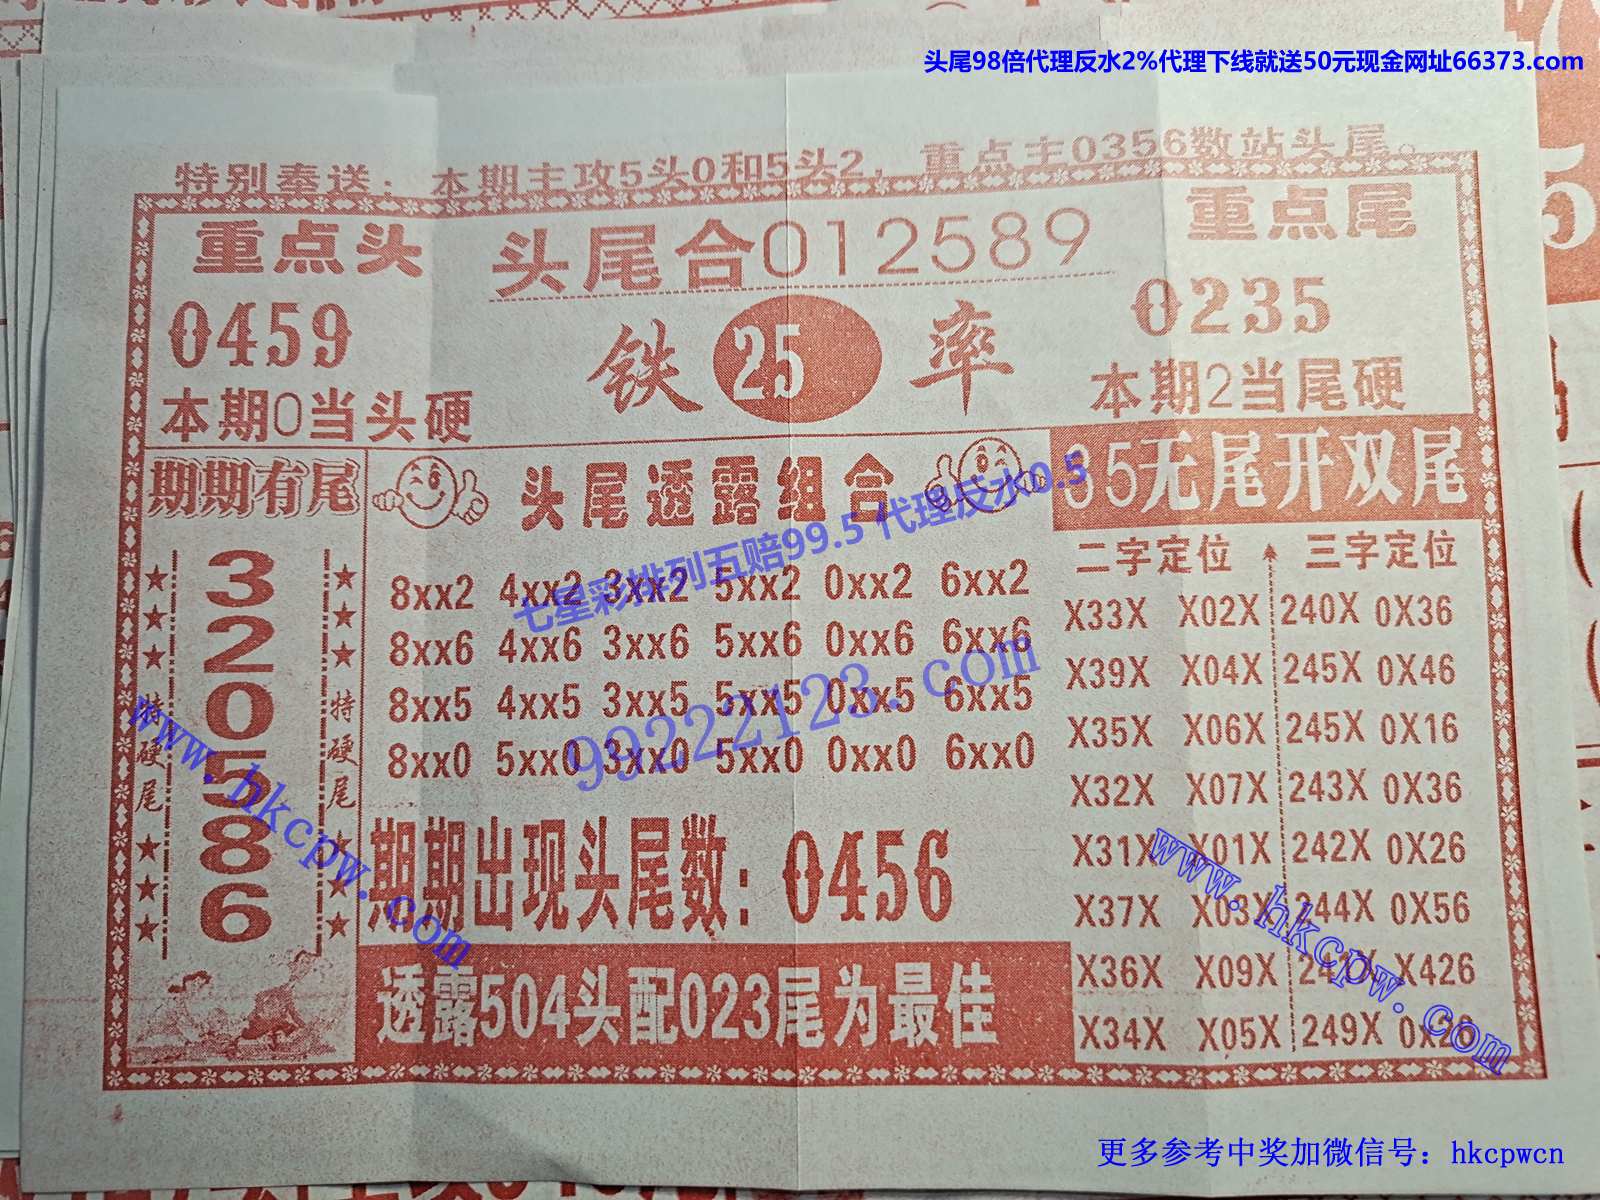 头尾98倍代理反水2%代理下线就送50元现金网址66373.com
特别奉送：本期主攻5头0和5头2，重点主0356数站头尾。
重点头
头尾合012589
重点尾
0459
铁 25 率
0235
本期0当头硬
本期2当尾硬
期期有尾
头尾透露组合
35无尾开双尾
七星彩排列五赔99.5 代理反水0.5
二字定位 三字定位
3
2
0
5
8
6
特硬尾
特硬尾
8xx2 4xx2 3xx2 5xx2 0xx2 6xx2
8xx6 4xx6 3xx6 5xx6 0xx6 6xx6
8xx5 4xx5 3xx5 5xx5 0xx5 6xx5
8xx0 5xx0 3xx0 5xx0 0xx0 6xx0
99222123.com
X33X X02X 240X 0X36
X39X X04X 245X 0X46
X35X X06X 245X 0X16
X32X X07X 243X 0X36
X31X X01X 242X 0X26
X37X X03X 244X 0X56
X36X X09X X426
X34X X05X 249X
www.hkcpw.com
www.hkcpw.com
期期出现头尾数：0456
透露504头配023尾为最佳
更多参考中奖加微信号：hkcpwcn